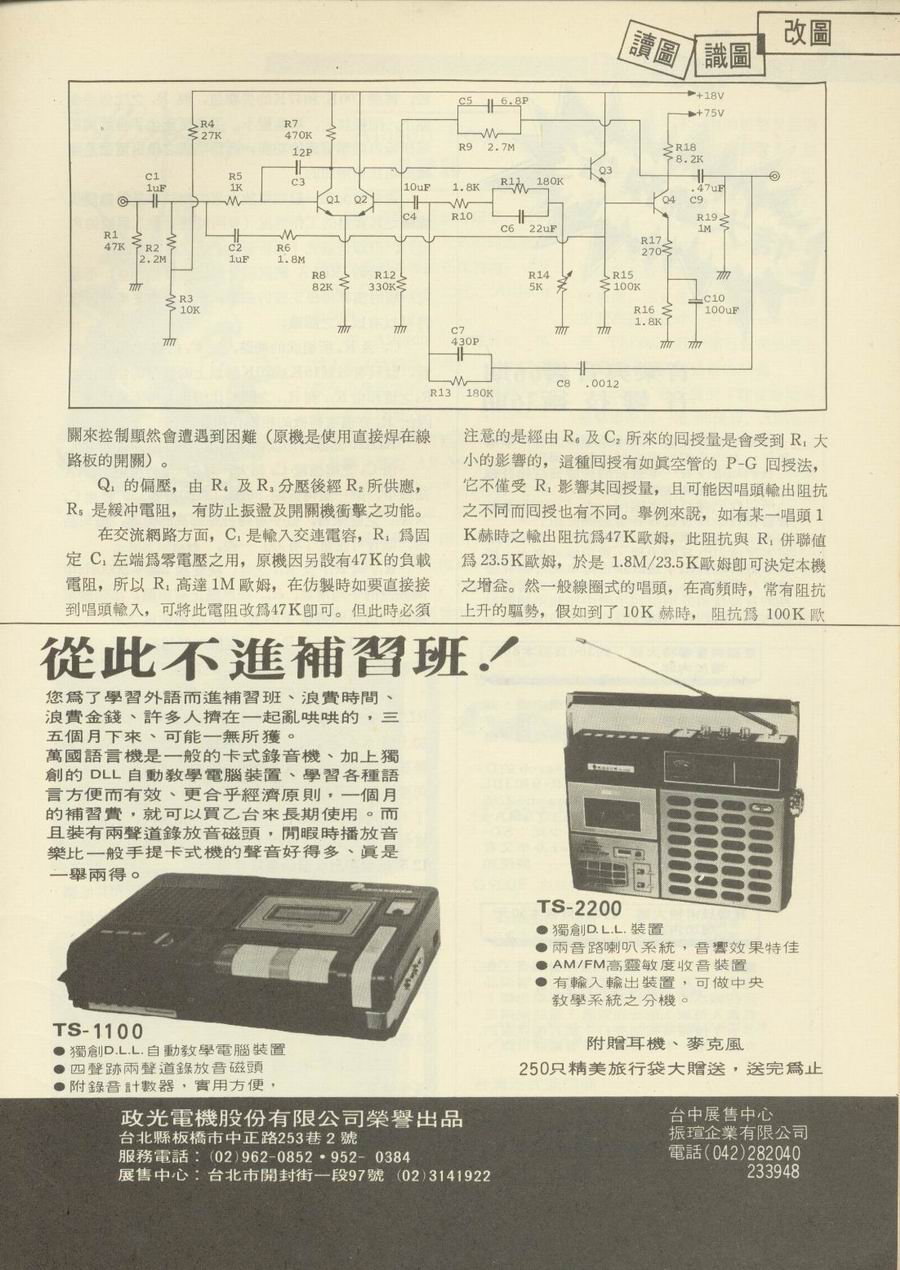 讀圖
識圖
改圖
+18V
+75V
C5 6.8P
R9 2.7M
R4
27K
R7
470K
12P
C3
R18
8.2K
C1
1uF
R5
1K
Q1
Q2
10uF
C4
1.8K
R10
R11 180K
C6 22uF
Q3
Q4
.47uF
C9
R19
1M
R1
47K
R2
2.2M
C2
1uF
R6
1.8M
R17
270
R3
10K
R8
82K
R12
330K
R14
5K
R15
100K
R16
1.8K
C10
100uF
C7
430P
R13 180K
C8 .0012
關來控制顯然會遭遇到困難（原機是使用直接焊在線
路板的開關）。
Q₁ 的偏壓，由 R₄ 及 R₃ 分壓後經 R₂ 所供應，
R₅ 是緩冲電阻， 有防止振盪及開關機衝擊之功能。
在交流網路方面，C₁ 是輸入交連電容，R₁ 爲固
定 C₁ 左端爲零電壓之用，原機因另設有47K的負載
電阻，所以 R₁ 高達 1M 歐姆，在仿製時如要直接接
到唱頭輸入，可將此電阻改爲47K卽可。但此時必須
注意的是經由 R₆ 及 C₂ 所來的囘授量是會受到 R₁ 大
小的影響的，這種囘授有如眞空管的 P-G 囘授法，
它不僅受 R₁ 影響其囘授量，且可能因唱頭輸出阻抗
之不同而囘授也有不同。舉例來說，如有某一唱頭 1
K赫時之輸出阻抗爲47K歐姆，此阻抗與 R₁ 併聯値
爲 23.5K歐姆，於是 1.8M/23.5K歐姆卽可決定本機
之增益。然一般線圈式的唱頭，在高頻時，常有阻抗
上升的驅勢，假如到了10K 赫時， 阻抗爲 100K 歐
從此不進補習班！
您爲了學習外語而進補習班、浪費時間、
浪費金錢、許多人擠在一起亂哄哄的，三
五個月下來、可能一無所獲。
萬國語言機是一般的卡式錄音機、加上獨
創的 DLL 自動敎學電腦裝置、學習各種語
言方便而有效、更合乎經濟原則，一個月
的補習費，就可以買乙台來長期使用。而
且裝有兩聲道錄放音磁頭，閒暇時播放音
樂比一般手提卡式機的聲音好得多、眞是
一舉兩得。
TS-2200
●獨創D.L.L. 裝置
●兩音路喇叭系統，音響效果特佳
●AM/FM高靈敏度收音裝置
●有輸入輸出裝置，可做中央
敎學系統之分機。
TS-1100
●獨創D.L.L.自動敎學電腦裝置
●四聲跡兩聲道錄放音磁頭
●附錄音計數器，實用方便，
附贈耳機、麥克風
250只精美旅行袋大贈送，送完爲止
政光電機股份有限公司榮譽出品
台北縣板橋市中正路253巷 2 號
服務電話：(02)962-0852•952- 0384
展售中心：台北市開封街一段97號 (02)3141922
台中展售中心
振瑄企業有限公司
電話(042)282040
233948